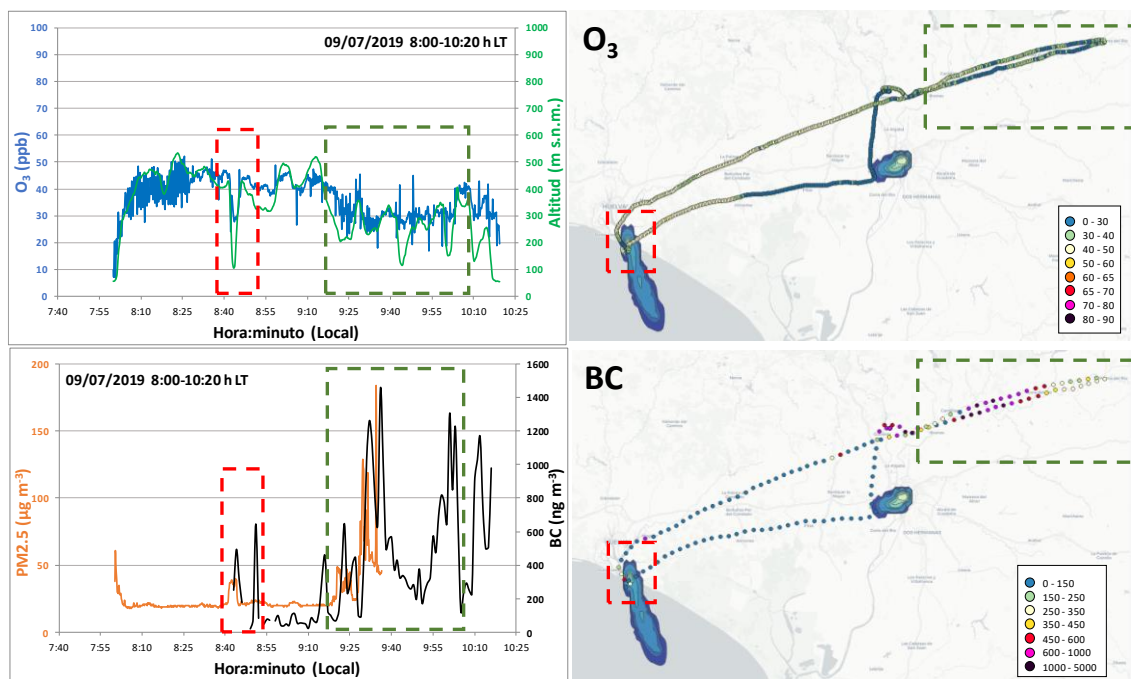 09/07/2019 8:00-10:20 h LT
O3 (ppb)
100
90
80
70
60
50
40
30
20
10
0
1000
900
800
700
600
500
400
300
200
100
0
Altitud (m s.n.m.)
7:40 7:55 8:10 8:25 8:40 8:55 9:10 9:25 9:40 9:55 10:10 10:25
Hora:minuto (Local)
O3
HUELVA
DOS HERMANAS
0 - 30
30 - 40
40 - 50
50 - 60
60 - 65
65 - 70
70 - 80
80 - 90
09/07/2019 8:00-10:20 h LT
PM2.5 (µg m-3)
200
150
100
50
0
1600
1400
1200
1000
800
600
400
200
0
BC (ng m-3)
7:40 7:55 8:10 8:25 8:40 8:55 9:10 9:25 9:40 9:55 10:10 10:25
Hora:minuto (Local)
BC
DOS HERMANAS
0 - 150
150 - 250
250 - 350
350 - 450
450 - 600
600 - 1000
1000 - 5000